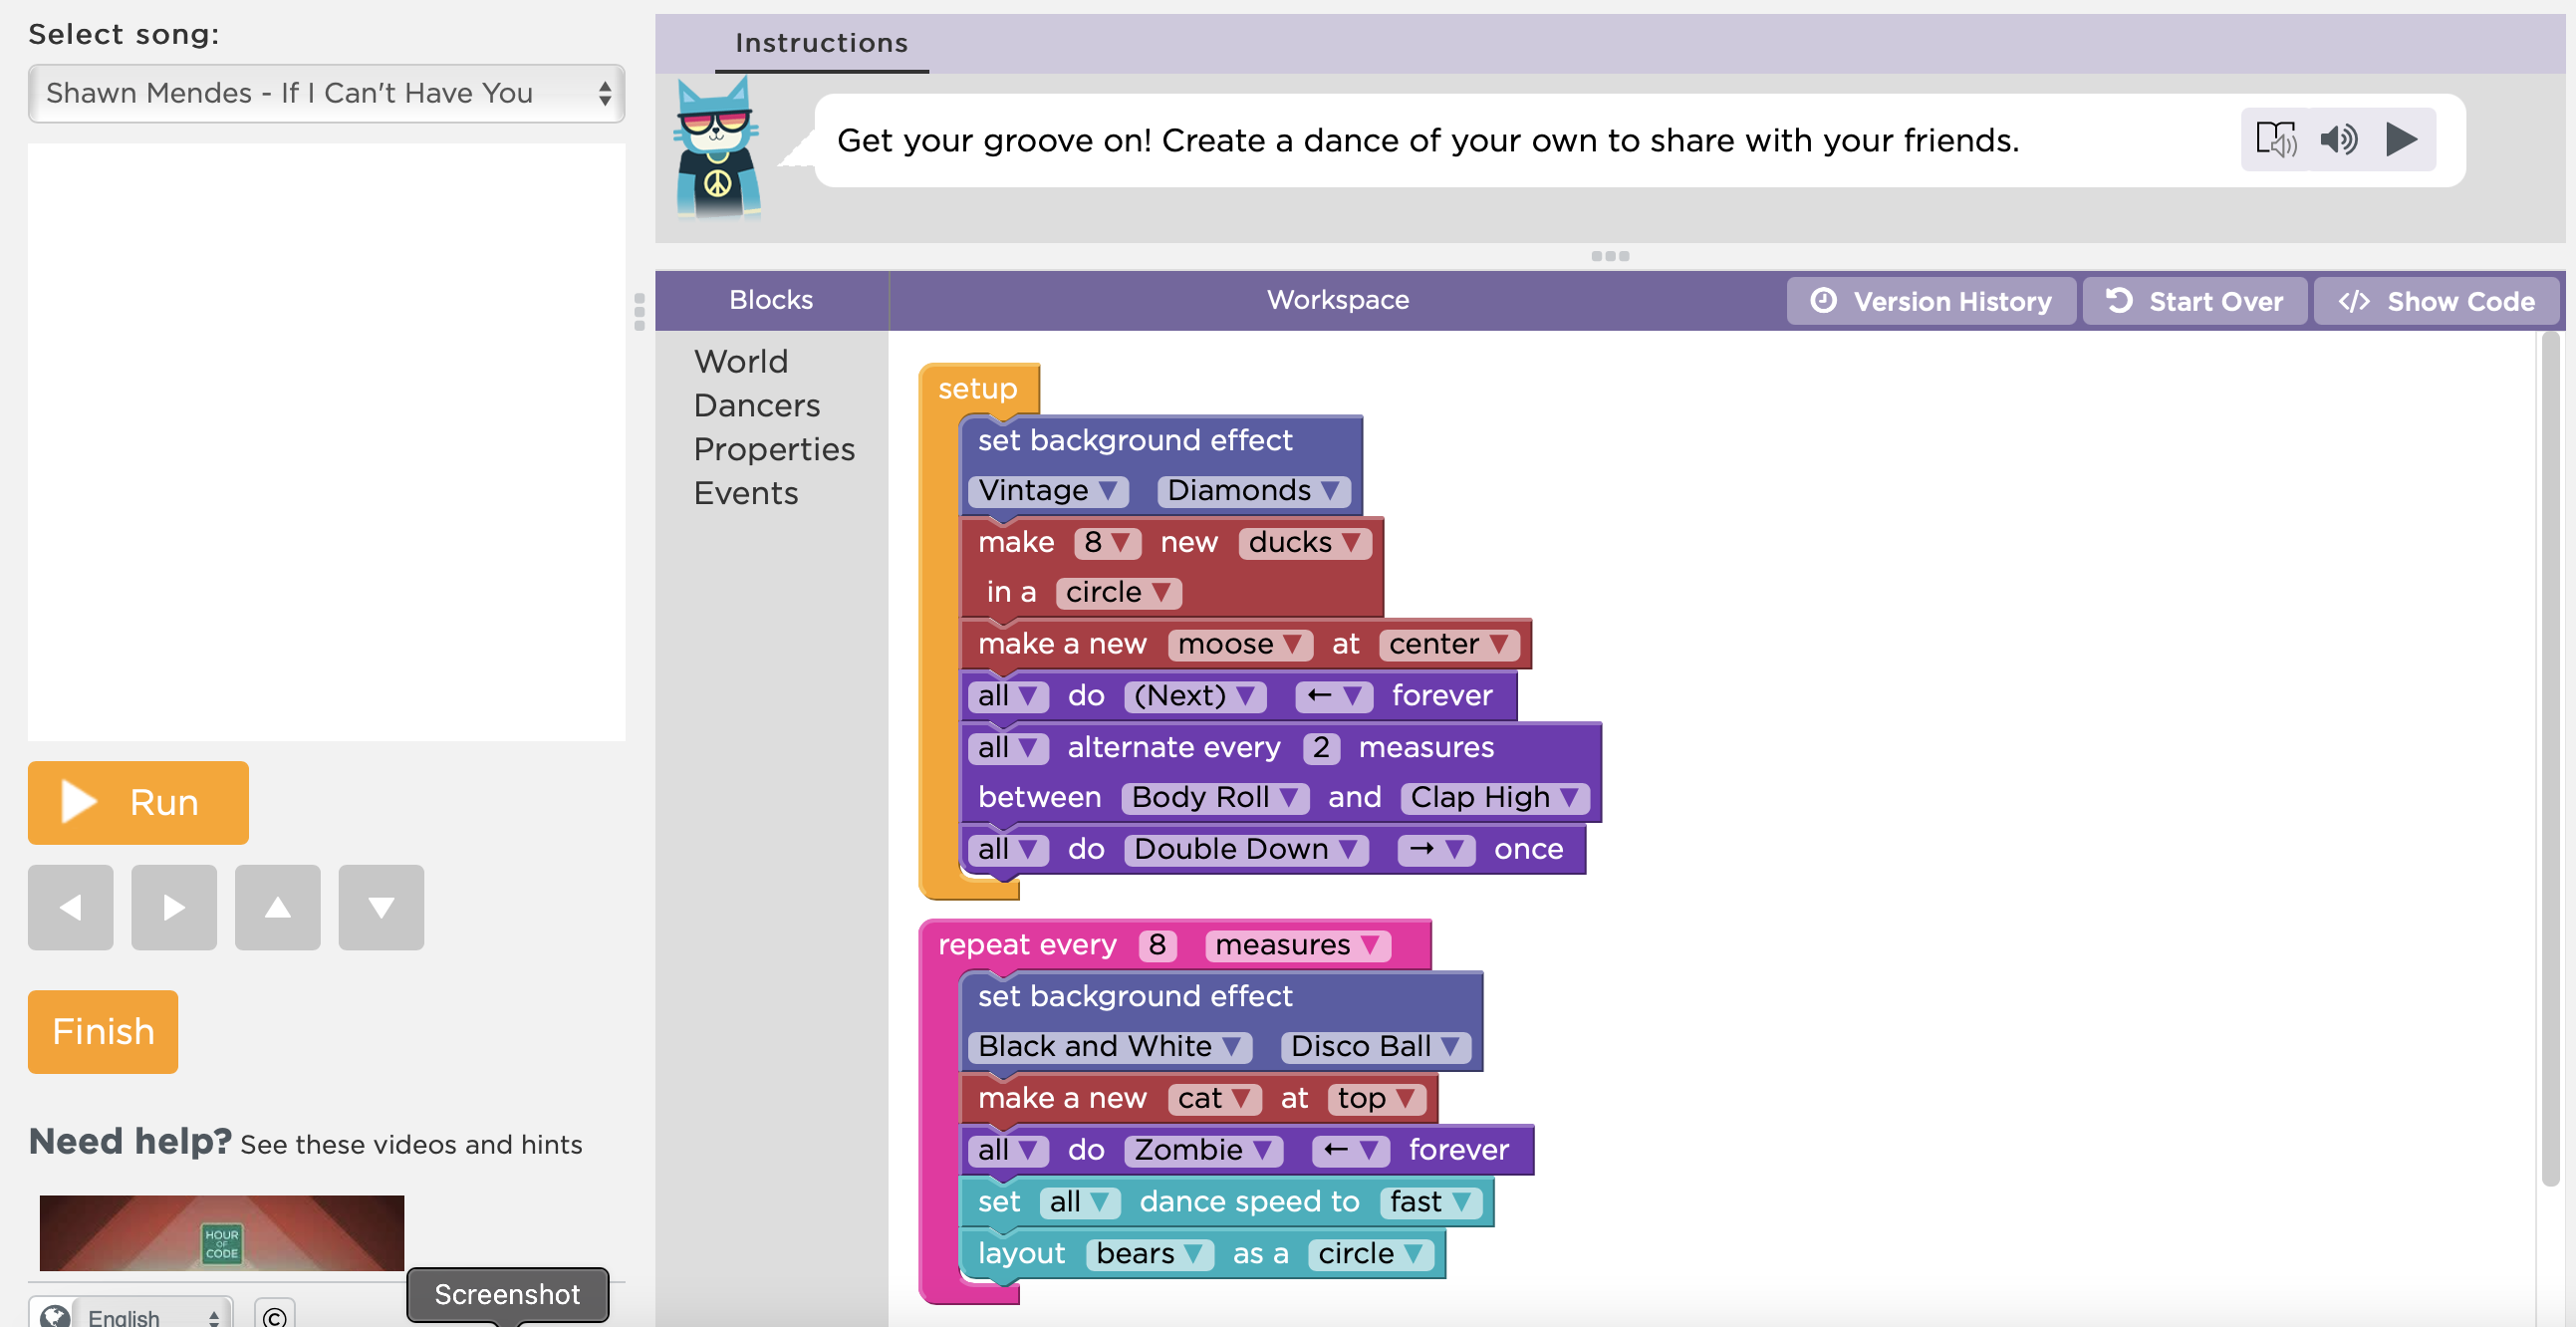 Select song:
Shawn Mendes - If I Can't Have You
Instructions
Get your groove on! Create a dance of your own to share with your friends.
Blocks
Workspace
Version History
Start Over
Show Code
World
Dancers
Properties
Events
setup
set background effect
Vintage Diamonds
make 8 new ducks
in a circle
make a new moose at center
all do (Next) ← forever
all alternate every 2 measures
between Body Roll and Clap High
all do Double Down → once
repeat every 8 measures
set background effect
Black and White Disco Ball
make a new cat at top
all do Zombie ← forever
set all dance speed to fast
layout bears as a circle
Run
Finish
Need help? See these videos and hints
HOUR
OF
CODE
Screenshot
English
©